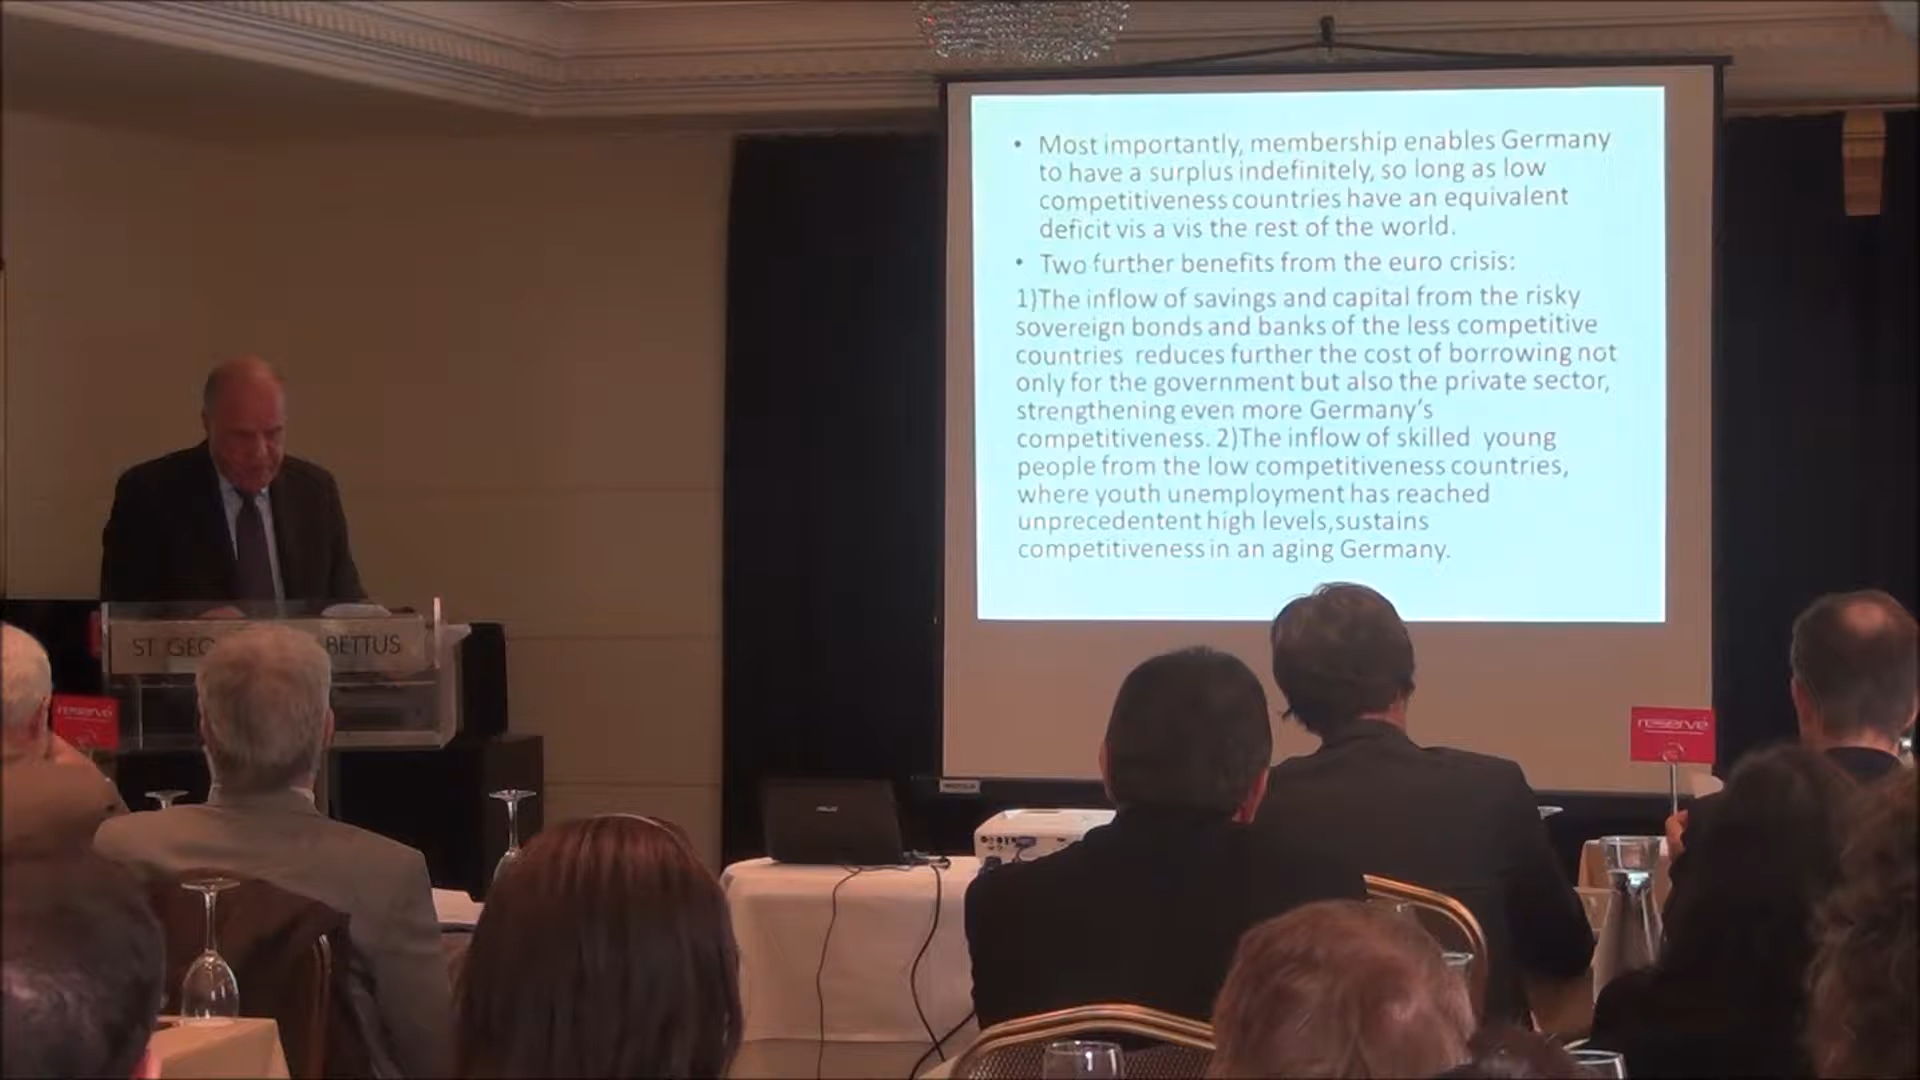 • Most importantly, membership enables Germany
to have a surplus indefinitely, so long as low
competitiveness countries have an equivalent
deficit vis a vis the rest of the world.
• Two further benefits from the euro crisis:
1)The inflow of savings and capital from the risky
sovereign bonds and banks of the less competitive
countries reduces further the cost of borrowing not
only for the government but also the private sector,
strengthening even more Germany's
competitiveness. 2)The inflow of skilled young
people from the low competitiveness countries,
where youth unemployment has reached
unprecedentent high levels,sustains
competitiveness in an aging Germany.
ST GEO BETTUS
reserve
reserve
ASUS